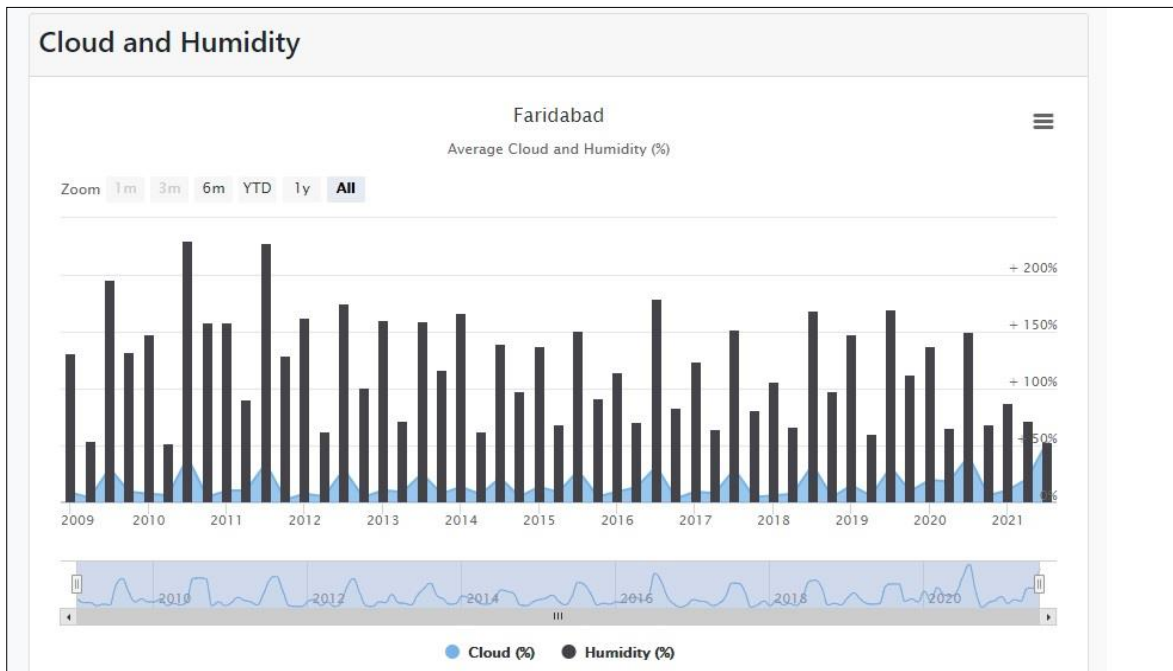 Cloud and Humidity
Faridabad
Average Cloud and Humidity (%)
Zoom 1m 3m 6m YTD 1y All
+ 200%
+ 150%
+ 100%
+ 50%
0%
2009 2010 2011 2012 2013 2014 2015 2016 2017 2018 2019 2020 2021
2010 2012 2014 2016 2018 2020
Cloud (%) Humidity (%)